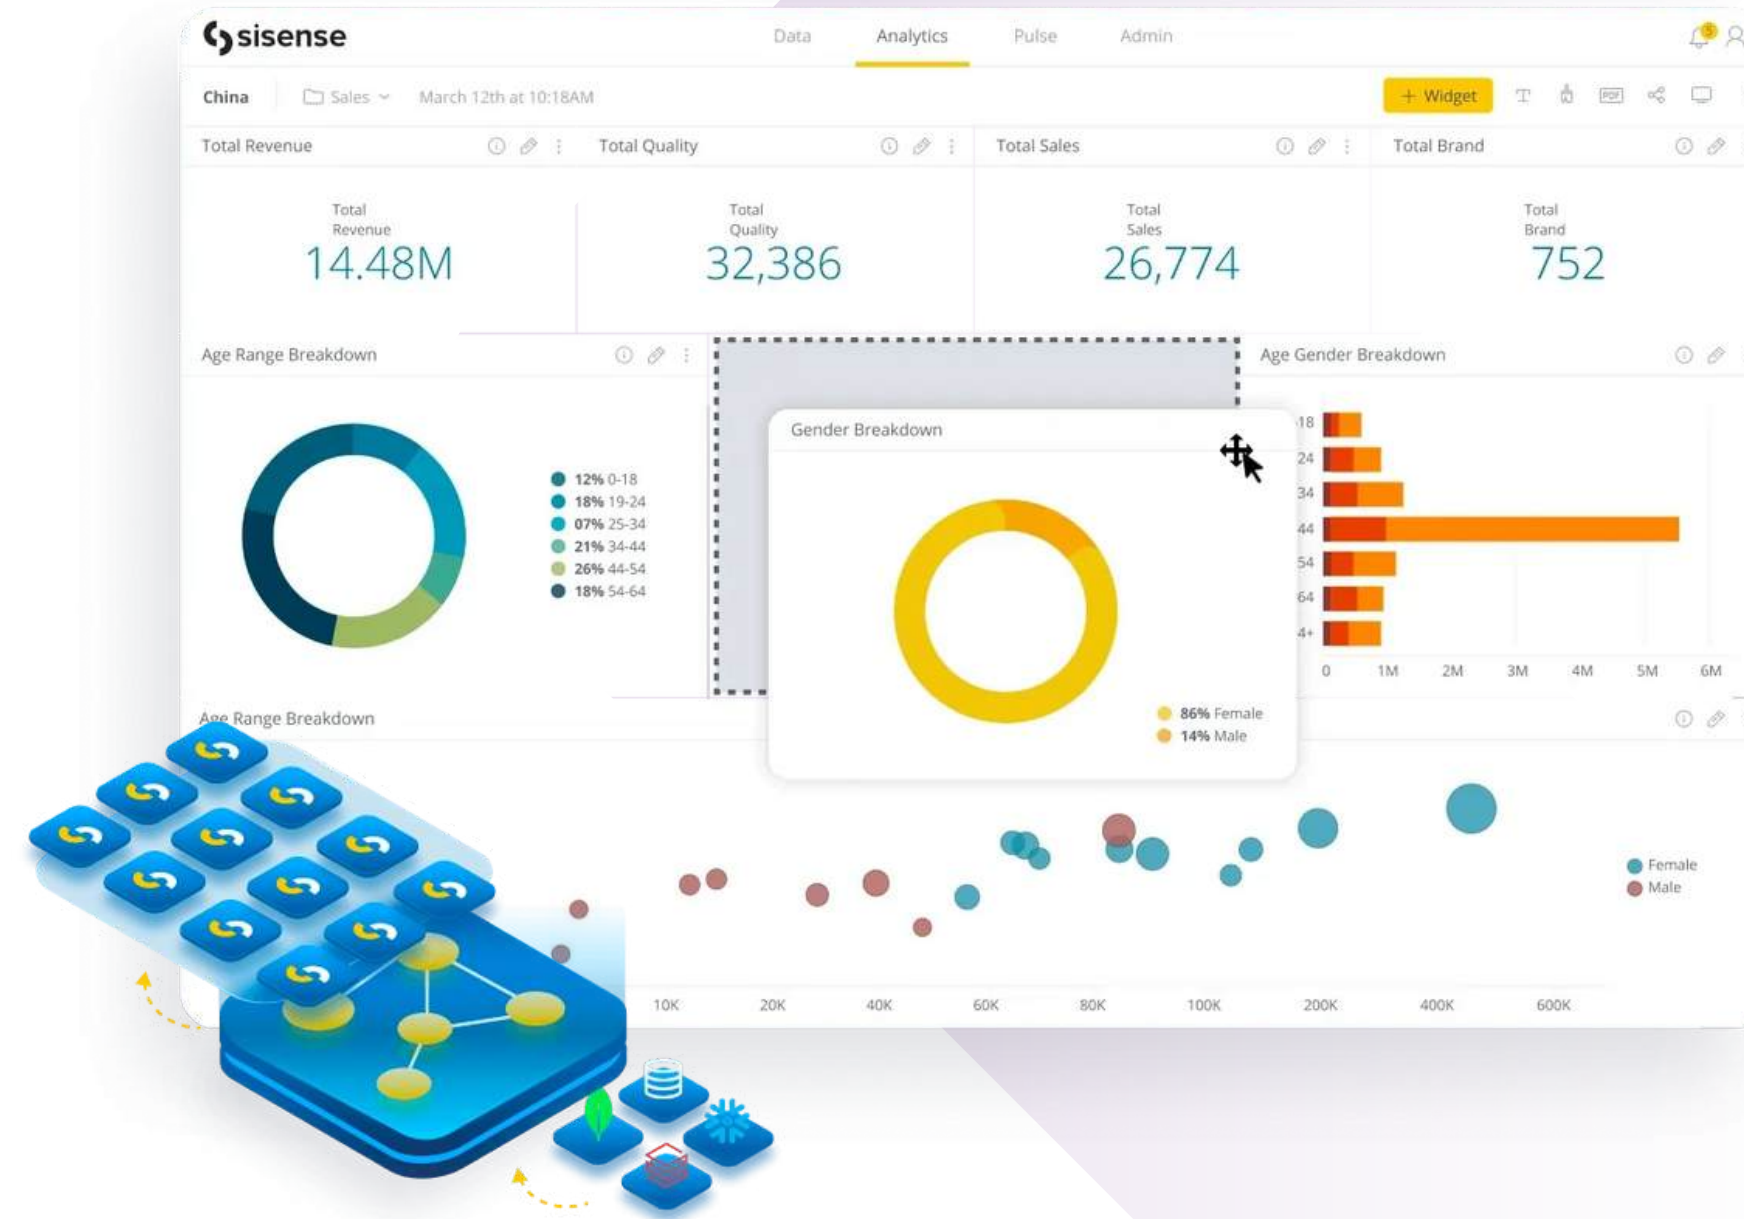 sisense
Data Analytics Pulse Admin
5
China Sales March 12th at 10:18AM
+ Widget T PDF
Total Revenue
Total Quality
Total Sales
Total Brand
Total
Revenue
14.48M
Total
Quality
32,386
Total
Sales
26,774
Total
Brand
752
Age Range Breakdown
12% 0-18
18% 19-24
07% 25-34
21% 34-44
26% 44-54
18% 54-64
Gender Breakdown
86% Female
14% Male
Age Gender Breakdown
-18
24
34
44
54
64
4+
0 1M 2M 3M 4M 5M 6M
Age Range Breakdown
Female
Male
10K 20K 40K 60K 80K 100K 200K 400K 600K